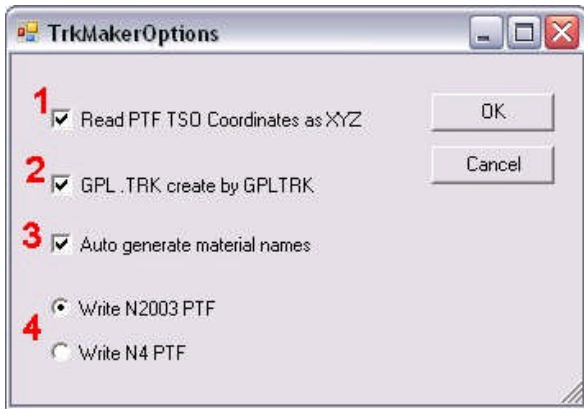 TrkMakerOptions
1 Read PTF TSO Coordinates as XYZ
OK
2 GPL .TRK create by GPLTRK
Cancel
3 Auto generate material names
4 Write N2003 PTF
Write N4 PTF